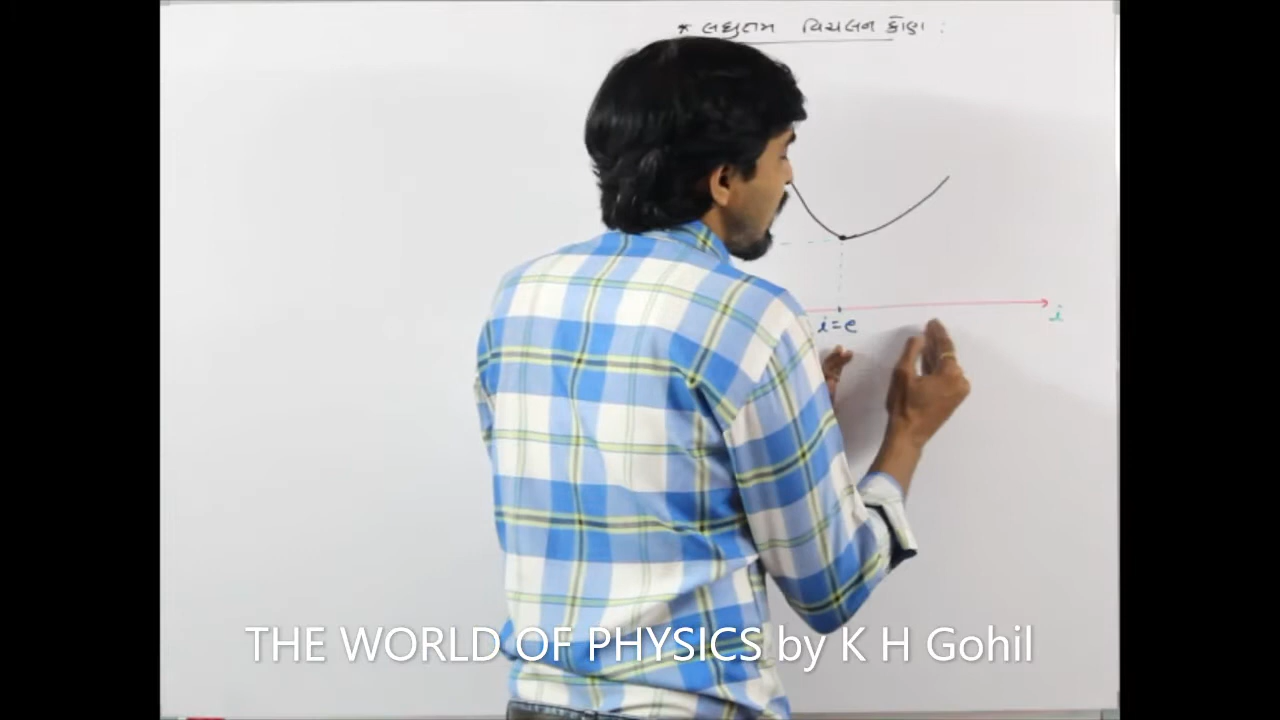 * લઘુત્તમ વિચલન કોણ :
i = e
i
THE WORLD OF PHYSICS by K H Gohil